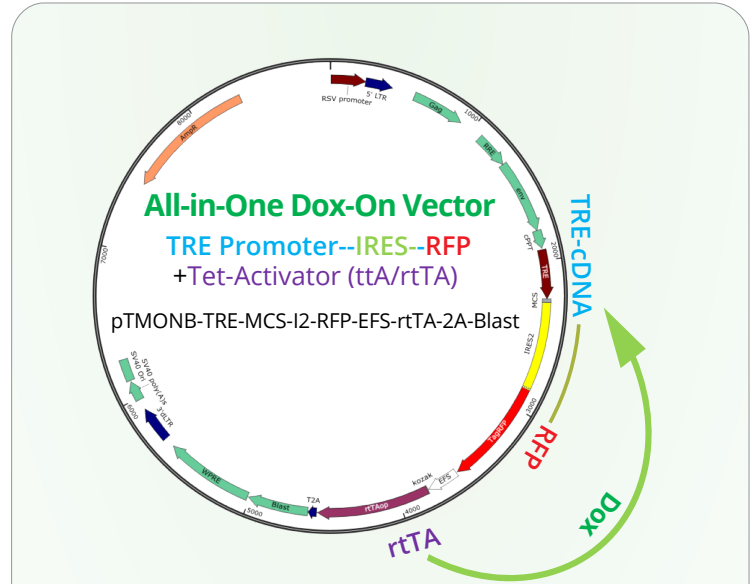 RSV promoter
5' LTR
Gag
1000
RRE
env
cPPT
2000
TRE
MCS
IRES2
3000
TagRFP
EFS
kozak
4000
rtTAop
T2A
Blast
5000
WPRE
3'dLTR
6000
SV40 poly(A)s
SV40 Ori
7000
AmpR
8000
All-in-One Dox-On Vector
TRE Promoter--IRES--RFP
+Tet-Activator (ttA/rtTA)
pTMONB-TRE-MCS-I2-RFP-EFS-rtTA-2A-Blast
TRE-cDNA
RFP
Dox
rtTA